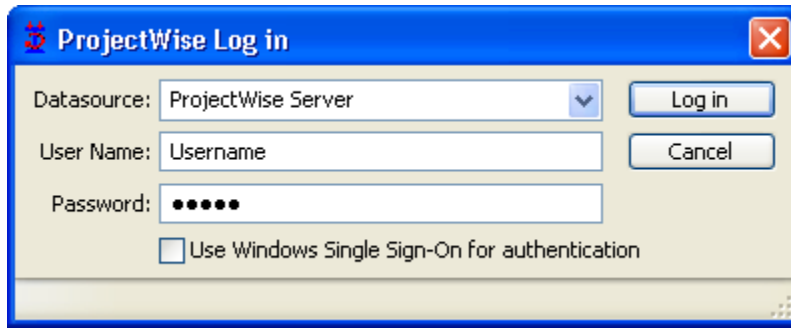 ProjectWise Log in
Datasource: ProjectWise Server Log in
User Name: Username Cancel
Password: •••••
Use Windows Single Sign-On for authentication